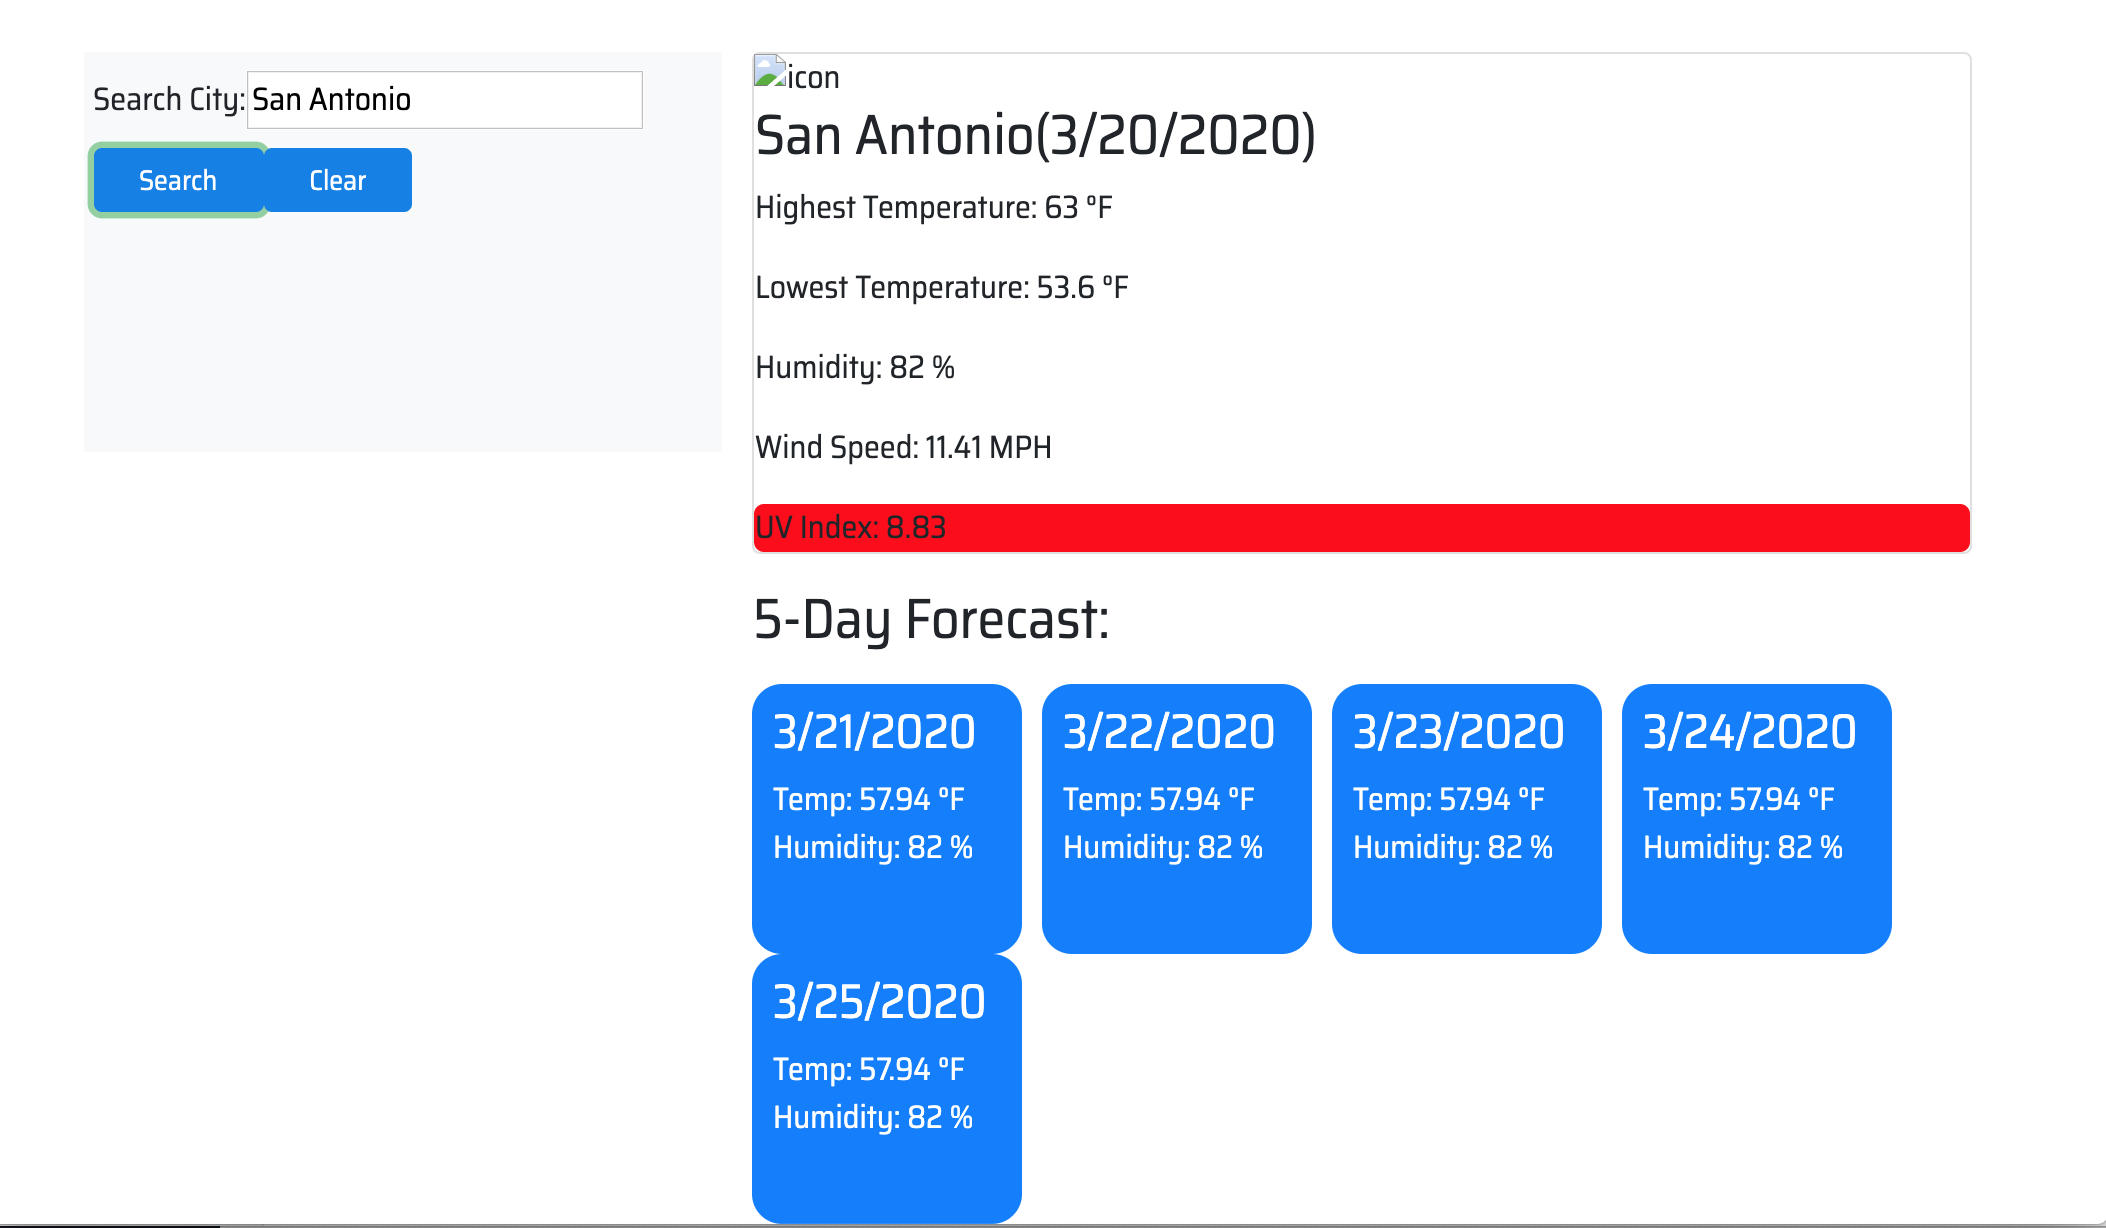 Search City: San Antonio
Search Clear
icon
San Antonio(3/20/2020)
Highest Temperature: 63 °F
Lowest Temperature: 53.6 °F
Humidity: 82 %
Wind Speed: 11.41 MPH
UV Index: 8.83
5-Day Forecast:
3/21/2020
Temp: 57.94 °F
Humidity: 82 %
3/22/2020
Temp: 57.94 °F
Humidity: 82 %
3/23/2020
Temp: 57.94 °F
Humidity: 82 %
3/24/2020
Temp: 57.94 °F
Humidity: 82 %
3/25/2020
Temp: 57.94 °F
Humidity: 82 %